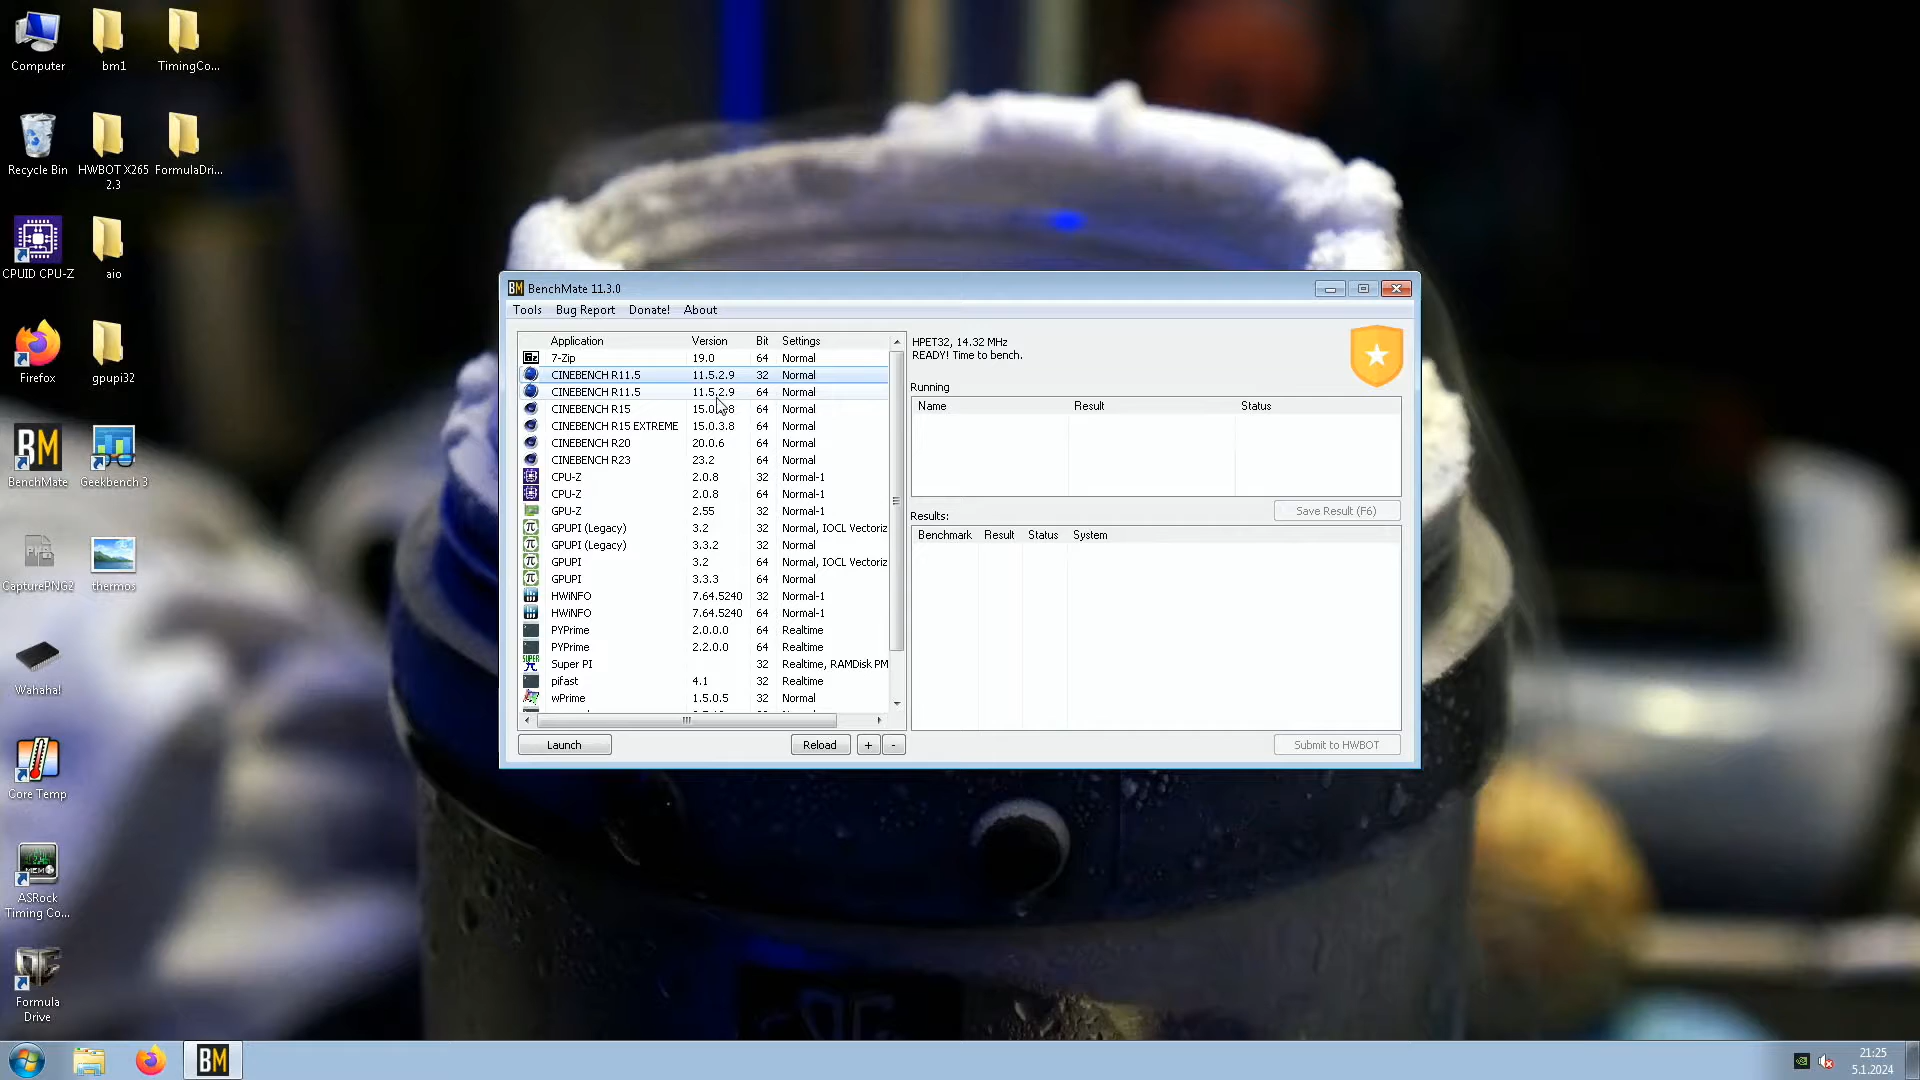 Computer
bm1
TimingCo...
Recycle Bin
HWBOT X265
2.3
FormulaDri...
CPUID CPU-Z
aio
Firefox
gpupi32
BenchMate
Geekbench 3
CapturePNG2
thermos
Wahaha!
Core Temp
ASRock
Timing Co...
Formula
Drive
BM BenchMate 11.3.0
Tools Bug Report Donate! About
Application Version Bit Settings
7-Zip 19.0 64 Normal
CINEBENCH R11.5 11.5.2.9 32 Normal
CINEBENCH R11.5 11.5.2.9 64 Normal
CINEBENCH R15 15.0 8 64 Normal
CINEBENCH R15 EXTREME 15.0.3.8 64 Normal
CINEBENCH R20 20.0.6 64 Normal
CINEBENCH R23 23.2 64 Normal
CPU-Z 2.0.8 32 Normal-1
CPU-Z 2.0.8 64 Normal-1
GPU-Z 2.55 32 Normal-1
GPUPI (Legacy) 3.2 32 Normal, IOCL Vectoriz
GPUPI (Legacy) 3.3.2 32 Normal
GPUPI 3.2 64 Normal, IOCL Vectoriz
GPUPI 3.3.3 64 Normal
HWiNFO 7.64.5240 32 Normal-1
HWiNFO 7.64.5240 64 Normal-1
PYPrime 2.0.0.0 64 Realtime
PYPrime 2.2.0.0 64 Realtime
Super PI 32 Realtime, RAMDisk PM
pifast 4.1 32 Realtime
wPrime 1.5.0.5 32 Normal
Launch Reload + -
HPET32, 14.32 MHz
READY! Time to bench.
Running
Name Result Status
Save Result (F6)
Results:
Benchmark Result Status System
Submit to HWBOT
BM
21:25
5.1.2024